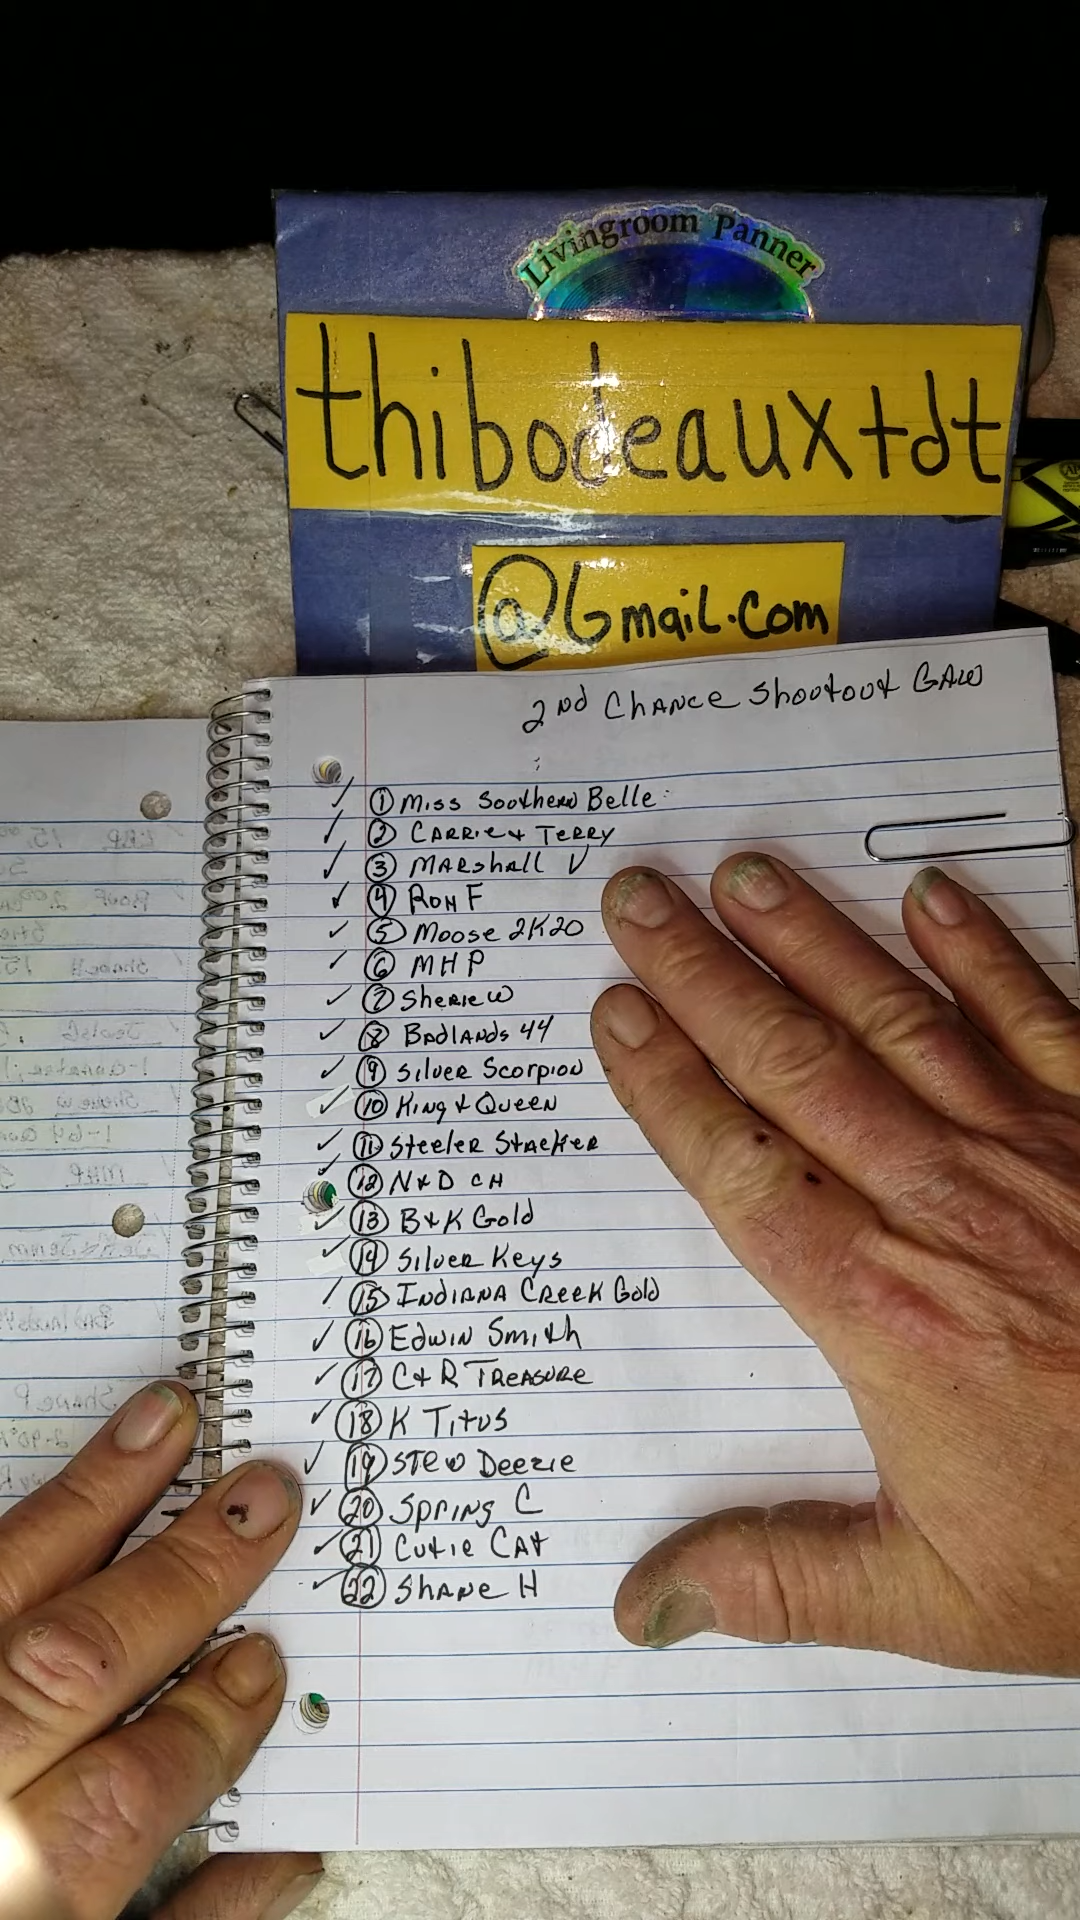 Livingroom Panner
thibodeauxtdt
@Gmail.com
2nd Chance Shootout GAW
✓ 1 Miss Southern Belle
✓ 2 Carrie & Terry
✓ 3 Marshall ✓
✓ 4 Ron F
✓ 5 Moose 2K20
✓ 6 MHP
✓ 7 Sherie W
✓ 8 Badlands 44
✓ 9 Silver Scorpion
✓ 10 King & Queen
✓ 11 Steeler Stacker
✓ 12 N&D CH
✓ 13 B&K Gold
✓ 14 Silver Keys
✓ 15 Indiana Creek Gold
✓ 16 Edwin Smith
✓ 17 C&R Treasure
✓ 18 K Titus
✓ 19 Stew Deezie
✓ 20 Spring C
✓ 21 Cutie Cat
✓ 22 Shane H